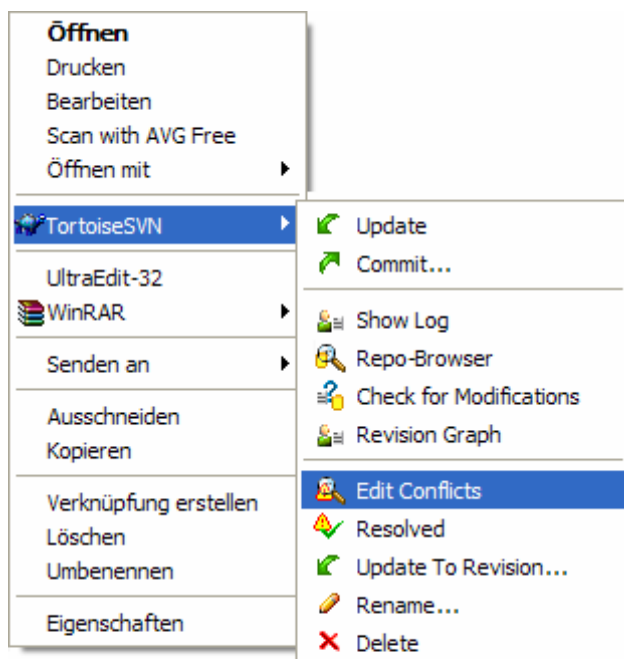 Öffnen
Drucken
Bearbeiten
Scan with AVG Free
Öffnen mit
TortoiseSVN
UltraEdit-32
WinRAR
Senden an
Ausschneiden
Kopieren
Verknüpfung erstellen
Löschen
Umbenennen
Eigenschaften
Update
Commit...
Show Log
Repo-Browser
Check for Modifications
Revision Graph
Edit Conflicts
Resolved
Update To Revision...
Rename...
Delete